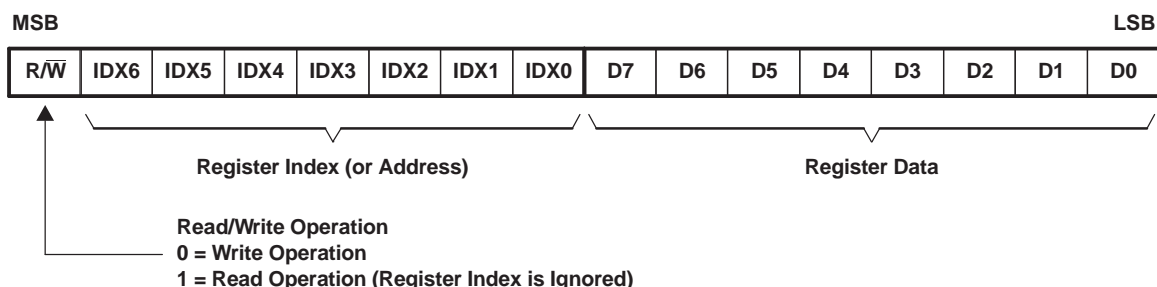 MSB LSB
R/W̅ IDX6 IDX5 IDX4 IDX3 IDX2 IDX1 IDX0 D7 D6 D5 D4 D3 D2 D1 D0
Register Index (or Address) Register Data
Read/Write Operation
0 = Write Operation
1 = Read Operation (Register Index is Ignored)